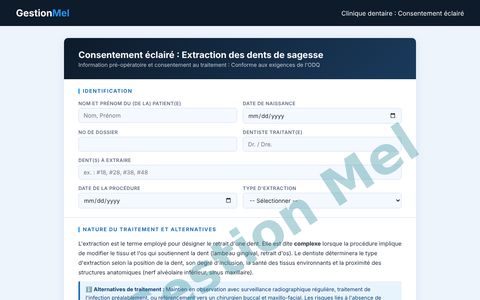 GestionMel
Clinique dentaire : Consentement éclairé
Consentement éclairé : Extraction des dents de sagesse
Information pré-opératoire et consentement au traitement : Conforme aux exigences de l'ODQ
IDENTIFICATION
NOM ET PRÉNOM DU (DE LA) PATIENT(E)
DATE DE NAISSANCE
Nom, Prénom
mm/dd/yyyy
NO DE DOSSIER
DENTISTE TRAITANT(E)
Dr. / Dre.
DENT(S) À EXTRAIRE
ex. : #18, #28, #38, #48
DATE DE LA PROCÉDURE
TYPE D'EXTRACTION
mm/dd/yyyy
-- Sélectionner --
NATURE DU TRAITEMENT ET ALTERNATIVES
L'extraction est le terme employé pour désigner le retrait d'une dent. Elle est dite complexe lorsque la procédure implique
de modifier le tissu et l'os qui soutiennent la dent (lambeau gingival, retrait d'os). Le dentiste déterminera le type
d'extraction selon la position de la dent, son degré d'inclusion, la santé des tissus environnants et la proximité des
structures anatomiques (nerf alvéolaire inférieur, sinus maxillaire).
Alternatives de traitement : Maintien en observation avec surveillance radiographique régulière, traitement de
l'infection préalablement, ou référencement vers un chirurgien buccal et maxillo-facial. Les risques liés à l'absence de
Gestion Mel